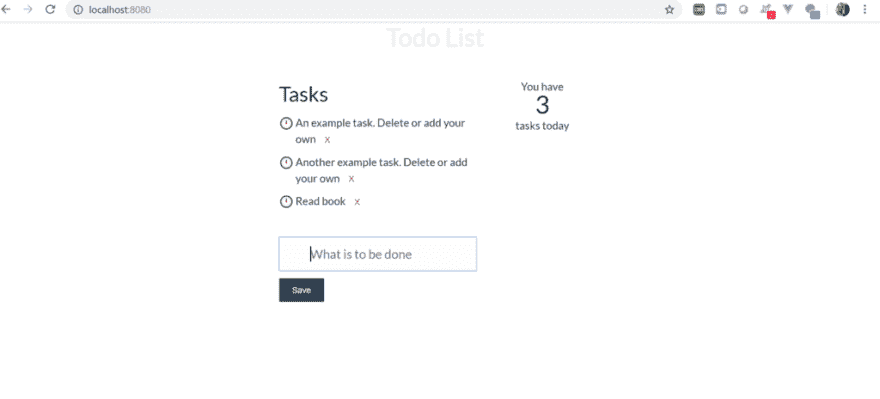 localhost:8080
Todo List
Tasks
An example task. Delete or add your
own x
Another example task. Delete or add
your own x
Read book x
What is to be done
Save
You have
3
tasks today